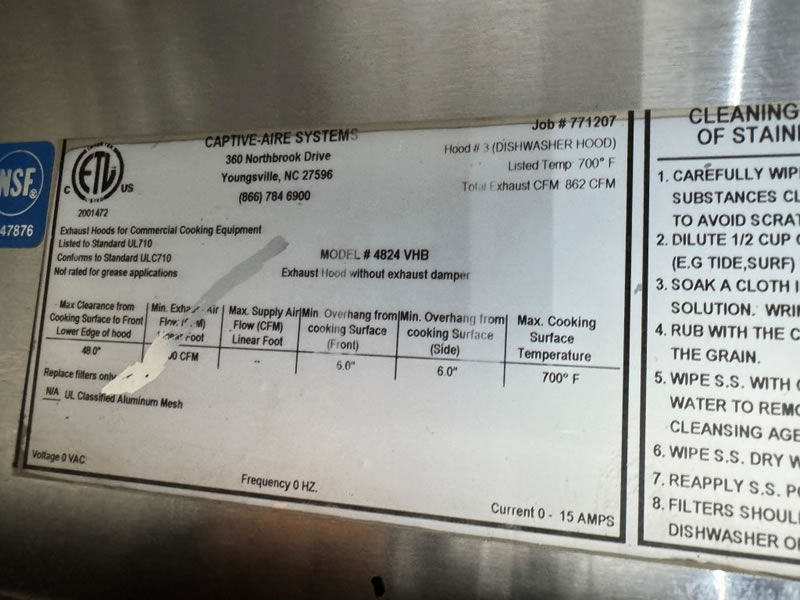 NSF®
47876
C ETL US
2001472
CAPTIVE-AIRE SYSTEMS
360 Northbrook Drive
Youngsville, NC 27596
(866) 784 6900
Job # 771207
Hood # 3 (DISHWASHER HOOD)
Listed Temp: 700° F
Total Exhaust CFM: 862 CFM
Exhaust Hoods for Commercial Cooking Equipment
Listed to Standard UL710
Conforms to Standard ULC710
Not rated for grease applications
MODEL # 4824 VHB
Exhaust Hood without exhaust damper
Max Clearance from
Cooking Surface to Front
Lower Edge of hood
48.0"
Min. Air
Foot
CFM
Max. Supply Air
Flow (CFM)
Linear Foot
--
Min. Overhang from
cooking Surface
(Front)
6.0"
Min. Overhang from
cooking Surface
(Side)
6.0"
Max. Cooking
Surface
Temperature
700° F
Replace filters only
N/A UL Classified Aluminum Mesh
Voltage 0 VAC
Frequency 0 HZ.
Current 0 - 15 AMPS
CLEANING
OF
1. CAREFULLY
SUBSTANCES
TO AVOID
2. DILUTE 1/2 CUP
(E.G TIDE,SURF)
3. SOAK A CLOTH
SOLUTION.
4. RUB WITH THE
THE GRAIN.
5. WIPE S.S. WITH
WATER TO
CLEANSING
6. WIPE S.S. DRY
7. REAPPLY S.S.
8. FILTERS
DISHWASHER